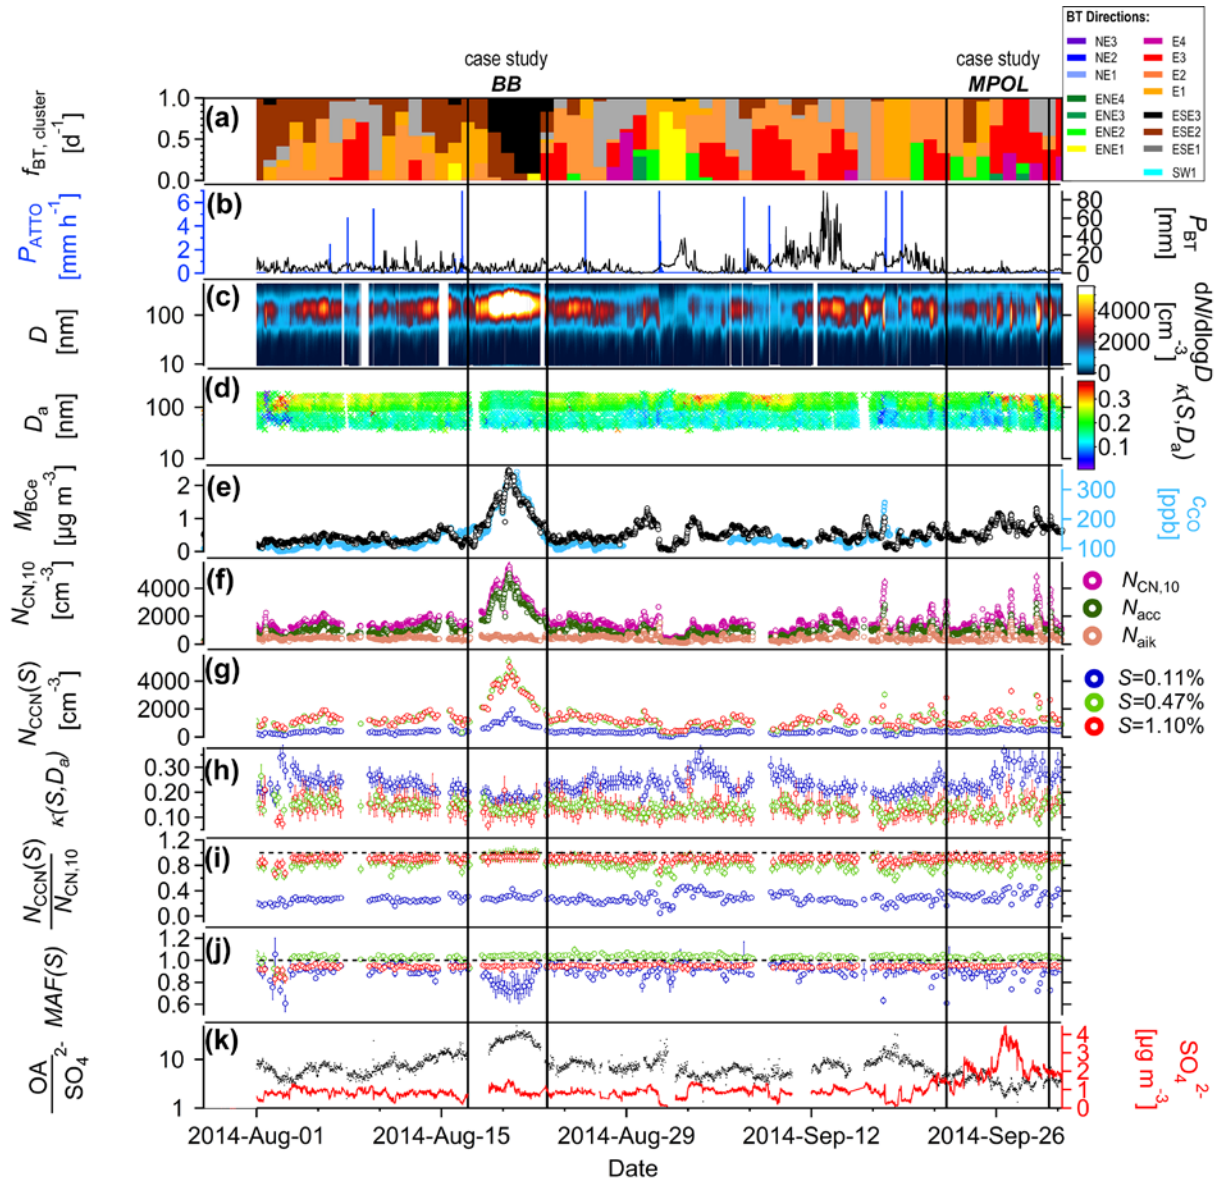 BT Directions:
NE3 E4
NE2 E3
NE1 E2
ENE4 E1
ENE3 ESE3
ENE2 ESE2
ENE1 ESE1
SW1
case study
BB
case study
MPOL
(a)
f_BT, cluster
[d⁻¹]
1.0
0.5
0.0
(b)
P_ATTO
[mm h⁻¹]
6
4
2
0
80
60
40
20
0
P_BT
[mm]
(c)
D
[nm]
100
10
4000
2000
0
dN/dlogD
[cm⁻³]
(d)
D_a
[nm]
100
10
0.3
0.2
0.1
κ(S,D_a)
(e)
M_BCe
[µg m⁻³]
2
1
0
300
200
100
c_CO
[ppb]
(f)
N_CN,10
[cm⁻³]
4000
2000
0
N_CN,10
N_acc
N_aik
(g)
N_CCN(S)
[cm⁻³]
4000
2000
0
S=0.11%
S=0.47%
S=1.10%
(h)
κ(S,D_a)
0.30
0.20
0.10
(i)
N_CCN(S)
N_CN,10
1.2
0.8
0.4
0.0
(j)
MAF(S)
1.2
1.0
0.8
0.6
(k)
OA
SO₄²⁻
10
1
4
3
2
1
0
SO₄²⁻
[µg m⁻³]
2014-Aug-01 2014-Aug-15 2014-Aug-29 2014-Sep-12 2014-Sep-26
Date